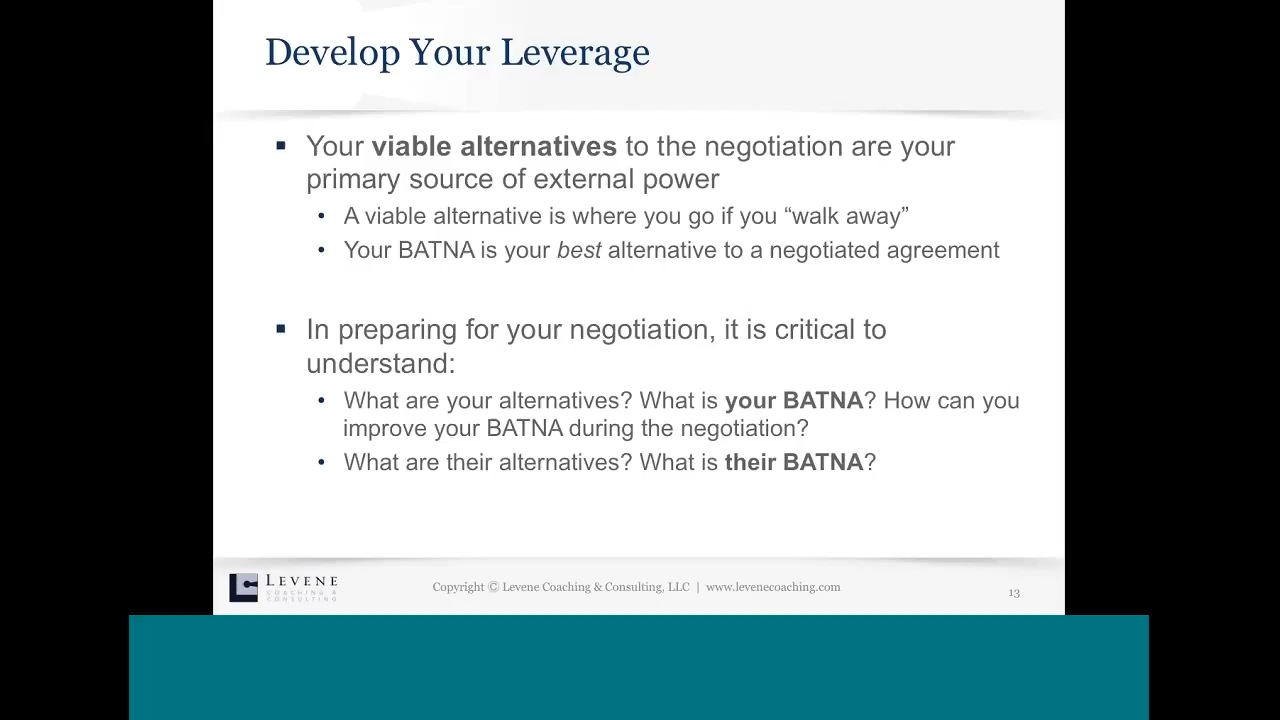 Develop Your Leverage
▪ Your viable alternatives to the negotiation are your
primary source of external power
• A viable alternative is where you go if you “walk away”
• Your BATNA is your best alternative to a negotiated agreement
▪ In preparing for your negotiation, it is critical to
understand:
• What are your alternatives? What is your BATNA? How can you
improve your BATNA during the negotiation?
• What are their alternatives? What is their BATNA?
LEVENE
COACHING &
CONSULTING
Copyright © Levene Coaching & Consulting, LLC | www.levenecoaching.com
13